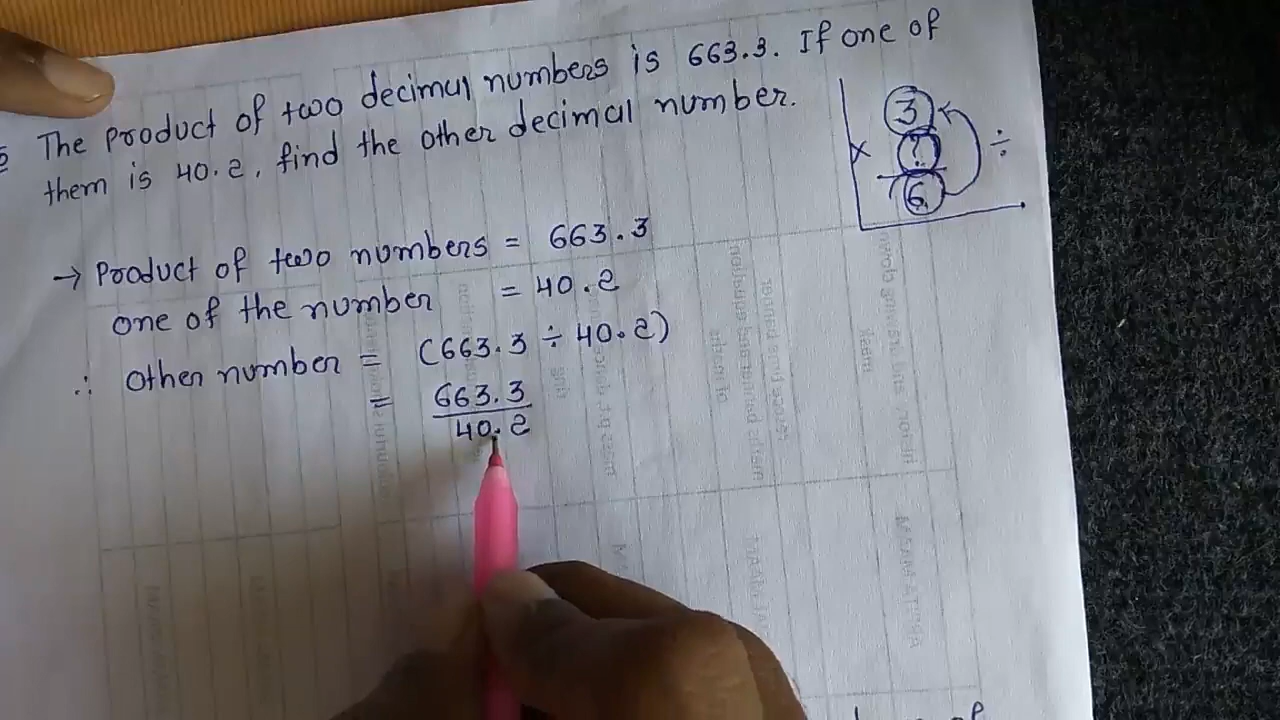 The product of two decimal numbers is 663.3. If one of
them is 40.2, find the other decimal number.
3
× ? ÷
6
→ Product of two numbers = 663.3
one of the number = 40.2
∴ Other number = (663.3 ÷ 40.2)
= 663.3
40.2